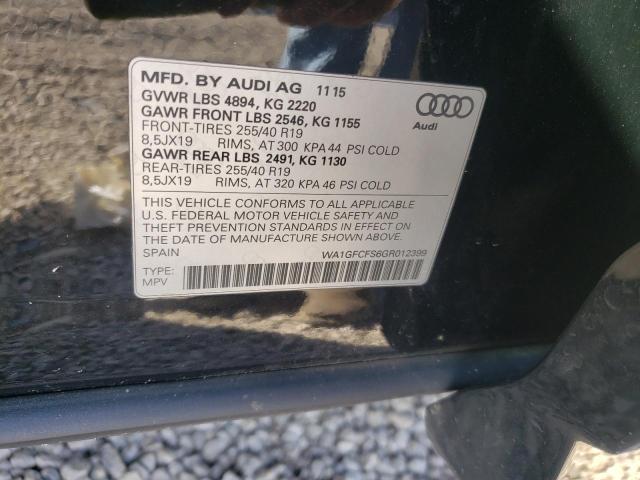 MFD. BY AUDI AG 11 15
GVWR LBS 4894, KG 2220
GAWR FRONT LBS 2546, KG 1155
FRONT-TIRES 255/40 R19
8,5JX19 RIMS, AT 300 KPA 44 PSI COLD
GAWR REAR LBS 2491, KG 1130
REAR-TIRES 255/40 R19
8,5JX19 RIMS, AT 320 KPA 46 PSI COLD
Audi
THIS VEHICLE CONFORMS TO ALL APPLICABLE
U.S. FEDERAL MOTOR VEHICLE SAFETY AND
THEFT PREVENTION STANDARDS IN EFFECT ON
THE DATE OF MANUFACTURE SHOWN ABOVE.
SPAIN
WA1GFCFS6GR012399
TYPE:
MPV